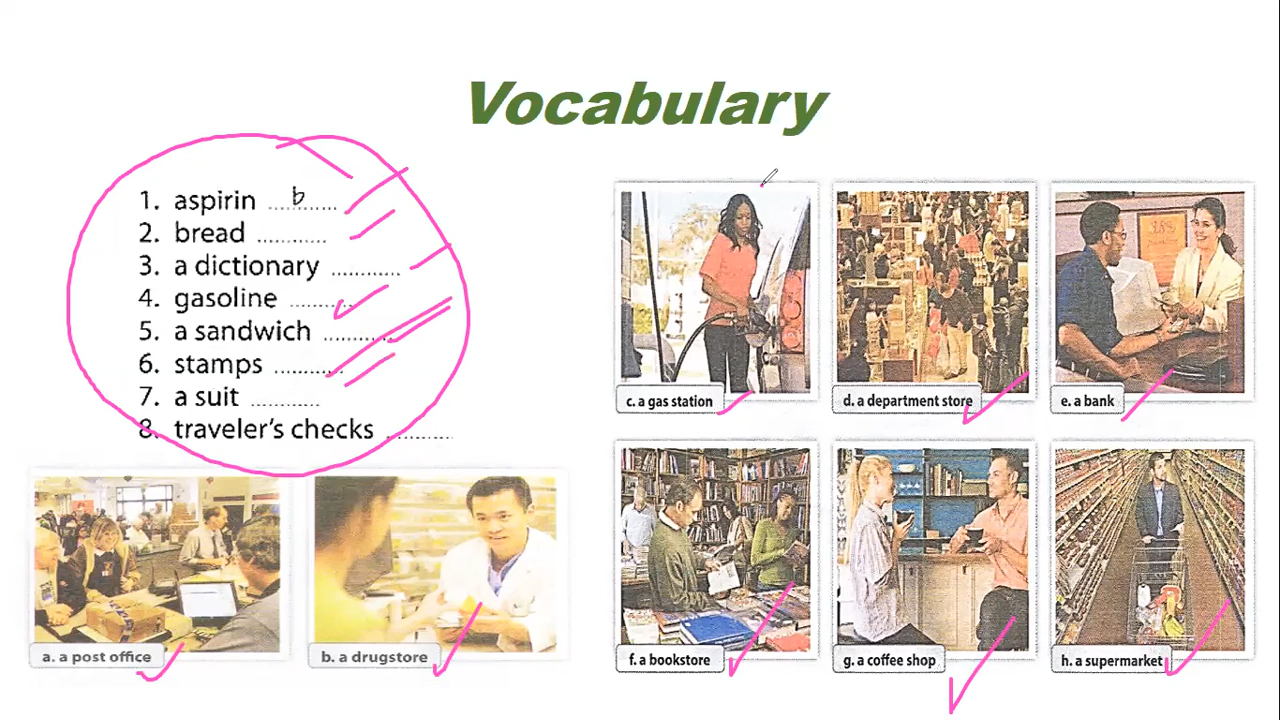 Vocabulary
1. aspirin .....b.....
2. bread ............
3. a dictionary ............
4. gasoline ............
5. a sandwich ............
6. stamps ............
7. a suit ............
8. traveler's checks ............
c. a gas station
d. a department store
e. a bank
a. a post office
b. a drugstore
f. a bookstore
g. a coffee shop
h. a supermarket